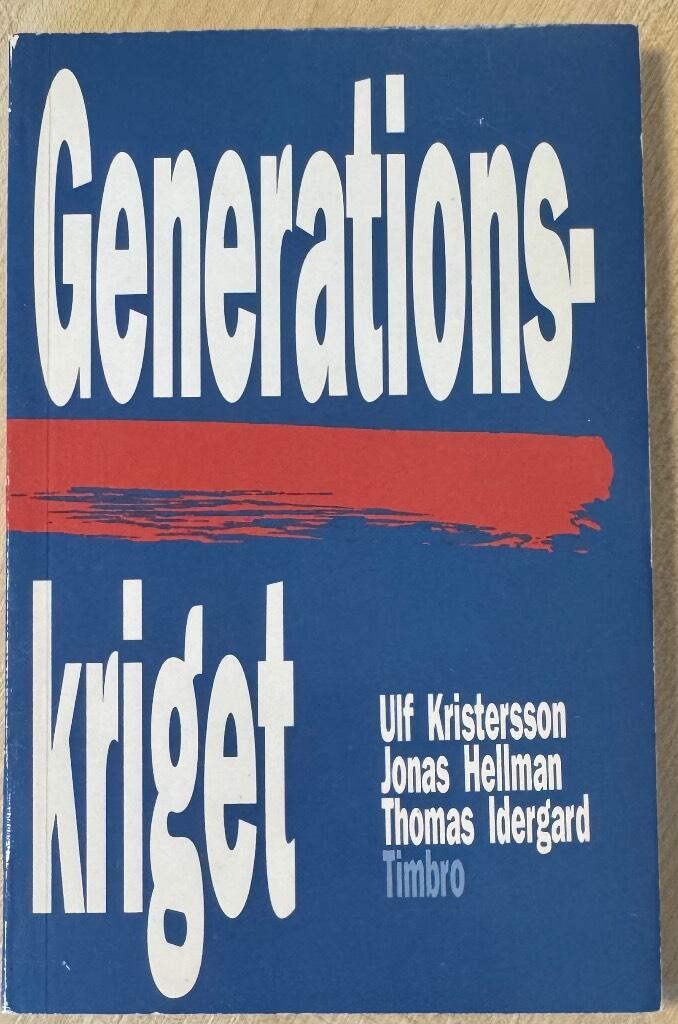 Generations-
kriget
Ulf Kristersson
Jonas Hellman
Thomas Idergard
Timbro